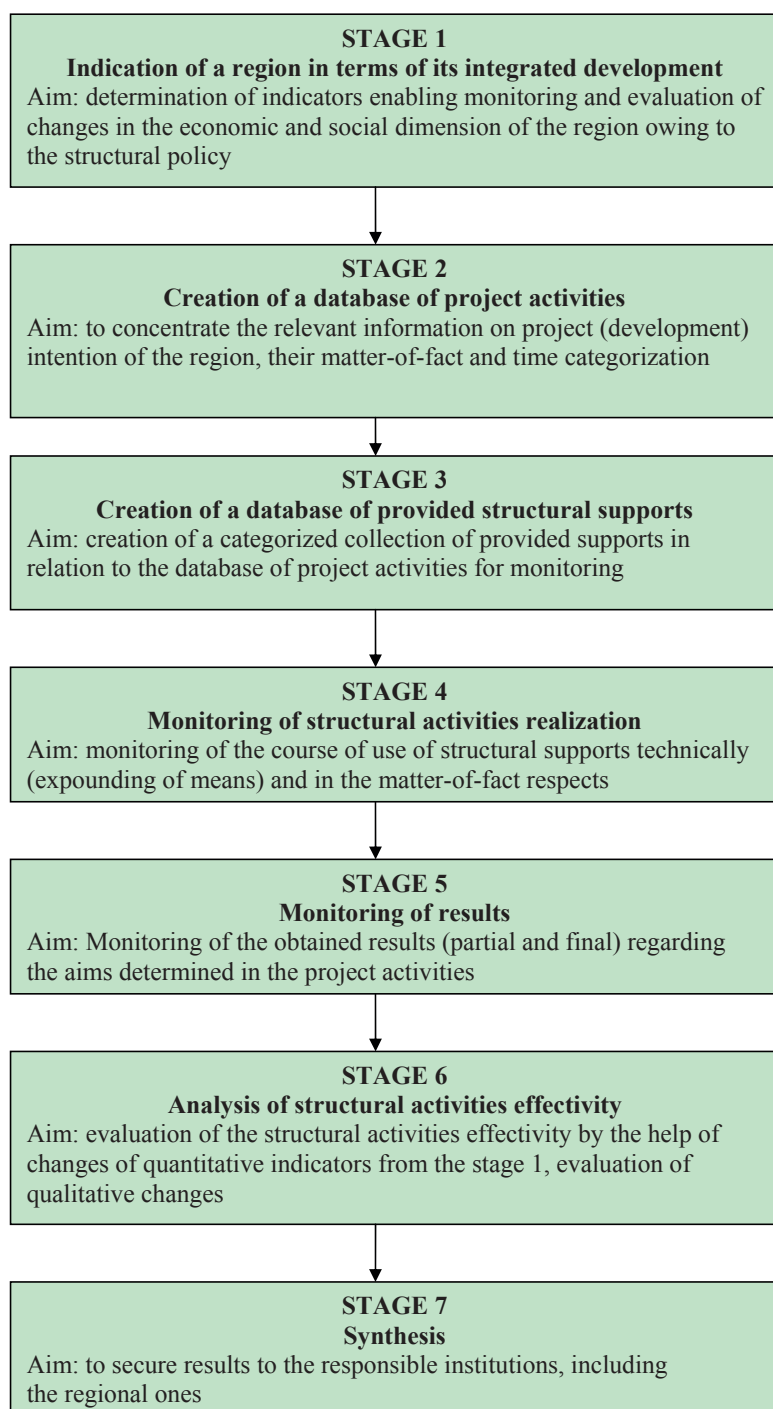 STAGE 1
Indication of a region in terms of its integrated development
Aim: determination of indicators enabling monitoring and evaluation of
changes in the economic and social dimension of the region owing to
the structural policy
STAGE 2
Creation of a database of project activities
Aim: to concentrate the relevant information on project (development)
intention of the region, their matter-of-fact and time categorization
STAGE 3
Creation of a database of provided structural supports
Aim: creation of a categorized collection of provided supports in
relation to the database of project activities for monitoring
STAGE 4
Monitoring of structural activities realization
Aim: monitoring of the course of use of structural supports technically
(expounding of means) and in the matter-of-fact respects
STAGE 5
Monitoring of results
Aim: Monitoring of the obtained results (partial and final) regarding
the aims determined in the project activities
STAGE 6
Analysis of structural activities effectivity
Aim: evaluation of the structural activities effectivity by the help of
changes of quantitative indicators from the stage 1, evaluation of
qualitative changes
STAGE 7
Synthesis
Aim: to secure results to the responsible institutions, including
the regional ones